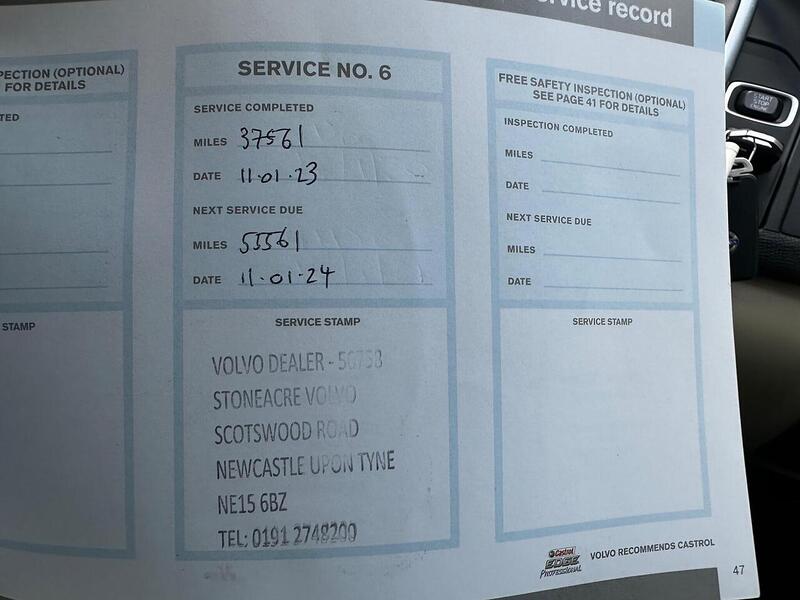 service record
PECTION (OPTIONAL)
FOR DETAILS
TED
STAMP
SERVICE NO. 6
SERVICE COMPLETED
MILES 37561
DATE 11.01.23
NEXT SERVICE DUE
MILES 55561
DATE 11.01.24
SERVICE STAMP
VOLVO DEALER -
STONEACRE VOLVO
SCOTSWOOD ROAD
NEWCASTLE UPON TYNE
NE15 6BZ
TEL: 0191 2748200
FREE SAFETY INSPECTION (OPTIONAL)
SEE PAGE 41 FOR DETAILS
INSPECTION COMPLETED
MILES
DATE
NEXT SERVICE DUE
MILES
DATE
SERVICE STAMP
Castrol
EDGE
PROFESSIONAL
VOLVO RECOMMENDS CASTROL
47
START
STOP
ENGINE